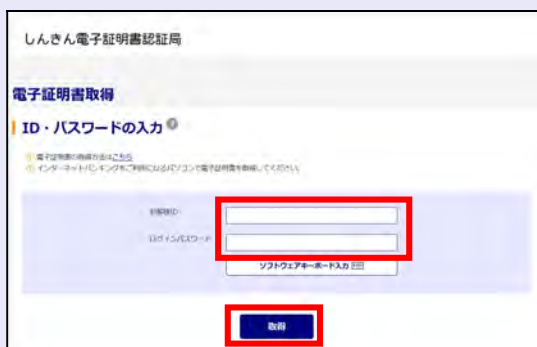 しんきん電子証明書認証局
電子証明書取得
ID・パスワードの入力
電子証明書の取得方法はこちら
インターネットバンキングをご利用になるパソコンで電子証明書を取得してください。
ログインパスワード
ソフトウェアキーボード入力
取得